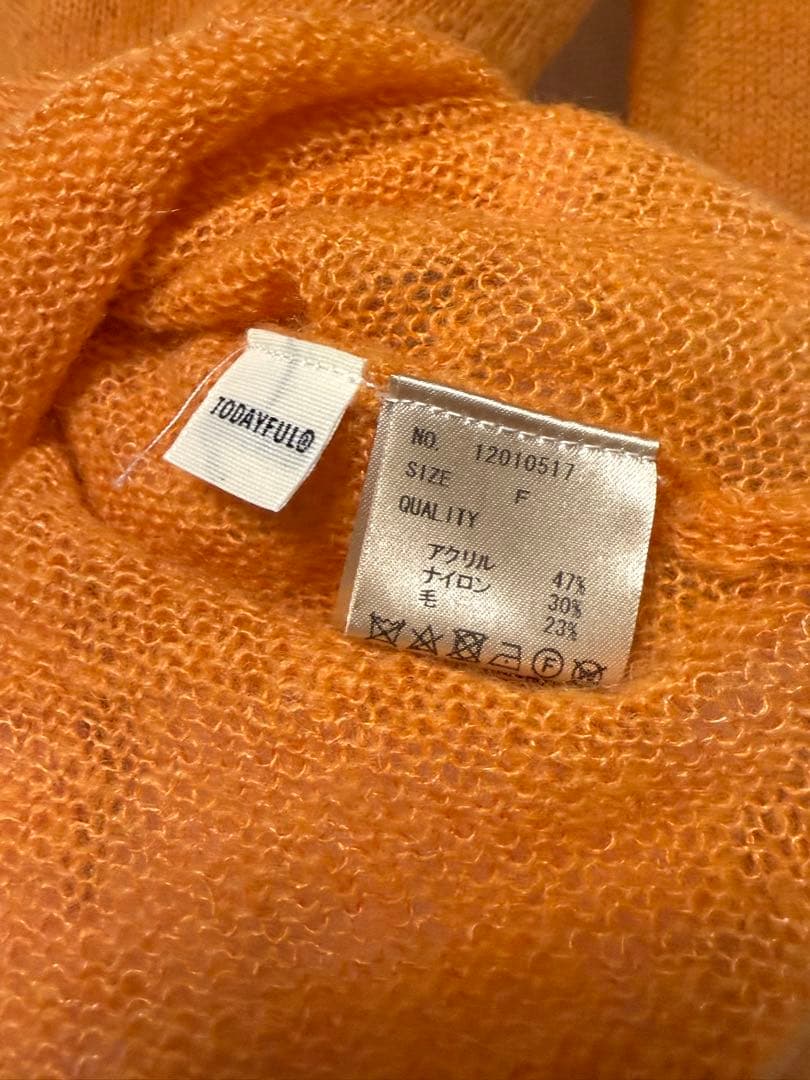 TODAYFUL®
NO. 12010517
SIZE F
QUALITY
アクリル 47%
ナイロン 30%
毛 23%
F